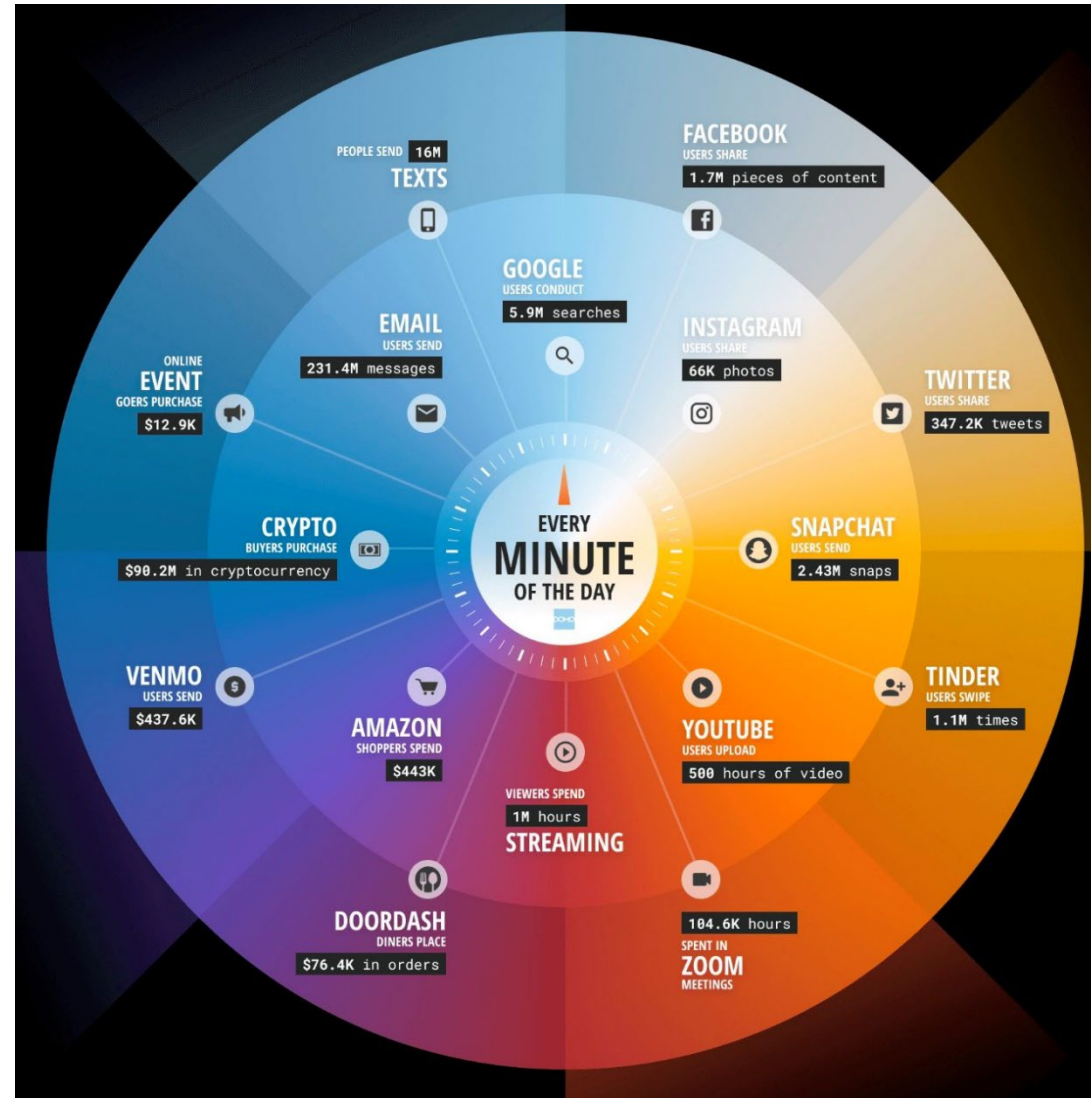 PEOPLE SEND 16M
TEXTS
FACEBOOK
USERS SHARE
1.7M pieces of content
GOOGLE
USERS CONDUCT
5.9M searches
EMAIL
USERS SEND
231.4M messages
INSTAGRAM
USERS SHARE
66K photos
ONLINE
EVENT
GOERS PURCHASE
$12.9K
TWITTER
USERS SHARE
347.2K tweets
CRYPTO
BUYERS PURCHASE
$90.2M in cryptocurrency
EVERY
MINUTE
OF THE DAY
DOMO
SNAPCHAT
USERS SEND
2.43M snaps
VENMO
USERS SEND
$437.6K
AMAZON
SHOPPERS SPEND
$443K
VIEWERS SPEND
1M hours
STREAMING
YOUTUBE
USERS UPLOAD
500 hours of video
TINDER
USERS SWIPE
1.1M times
DOORDASH
DINERS PLACE
$76.4K in orders
104.6K hours
SPENT IN
ZOOM
MEETINGS